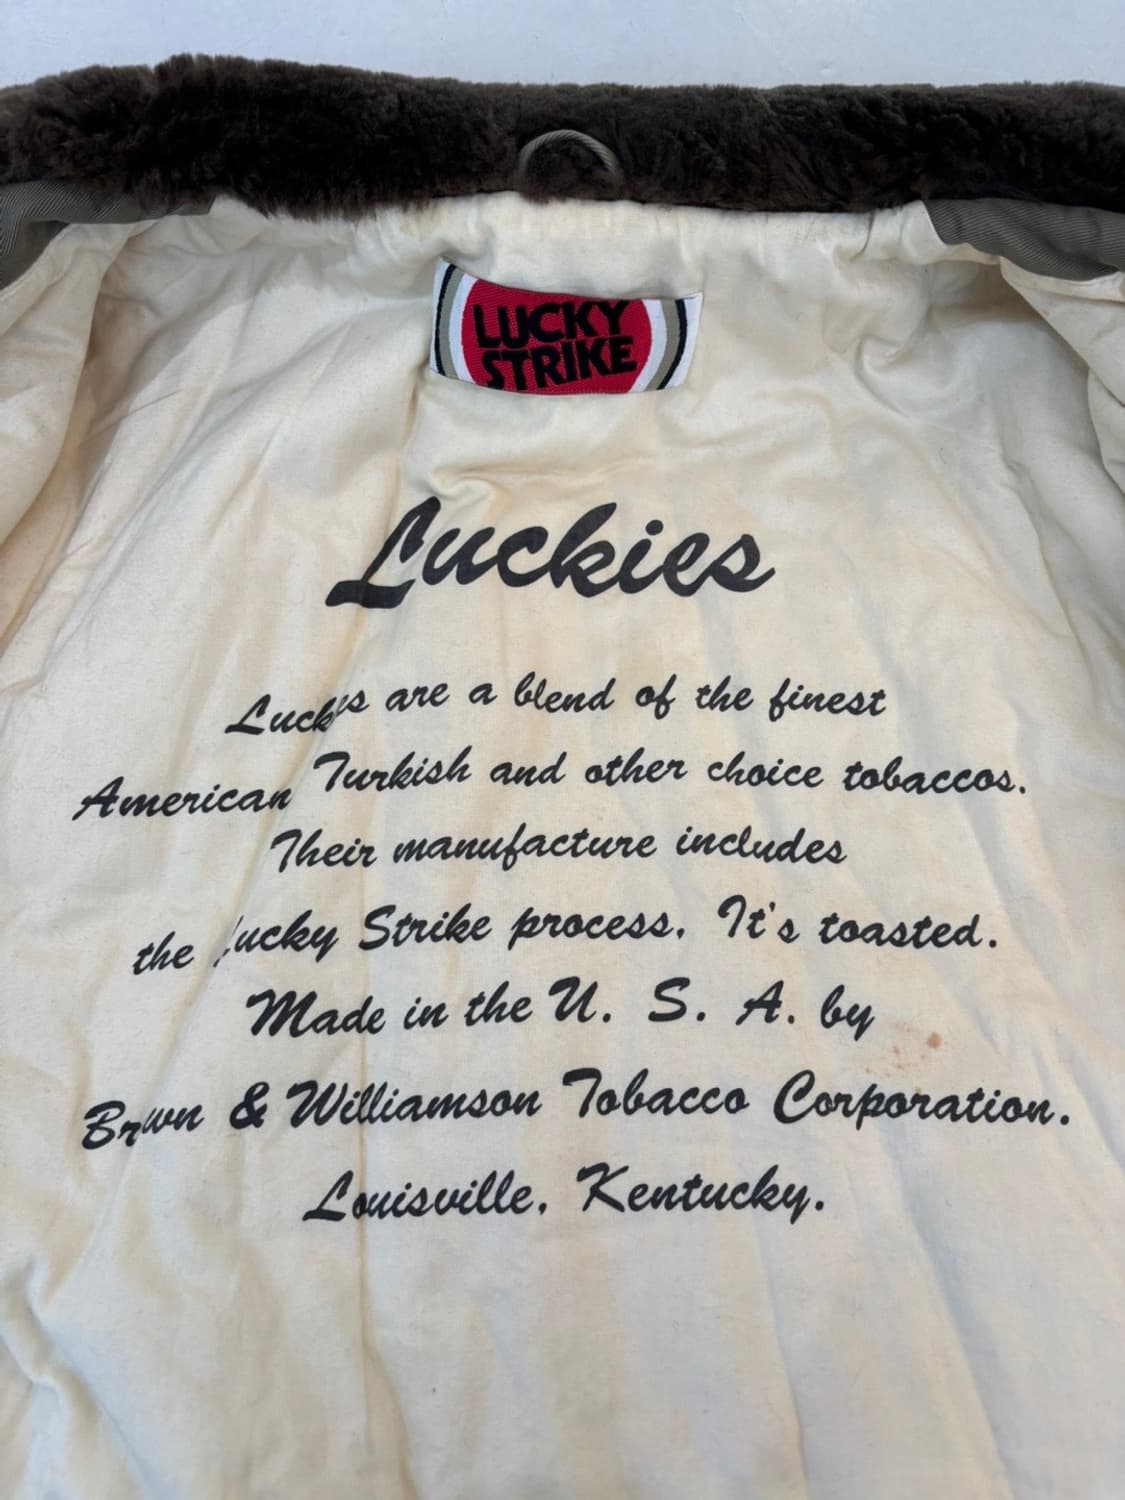 LUCKY
STRIKE
Luckies
Luckies are a blend of the finest
American Turkish and other choice tobaccos.
Their manufacture includes
the Lucky Strike process. It's toasted.
Made in the U. S. A. by
Brown & Williamson Tobacco Corporation.
Louisville, Kentucky.